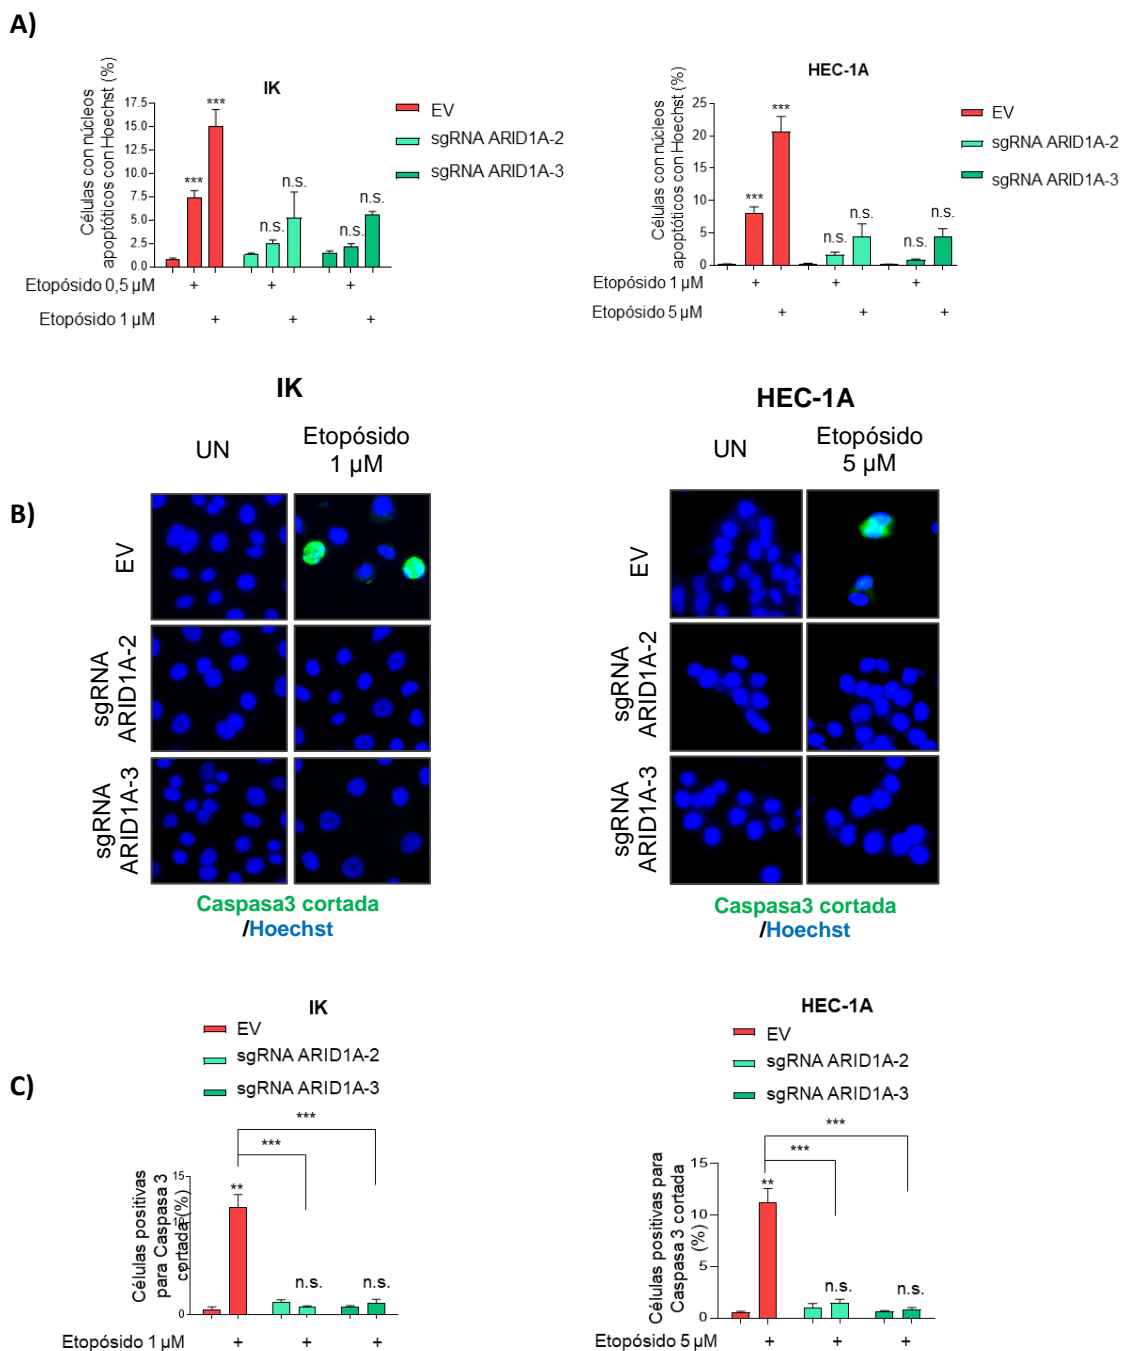 A)
IK
Células con núcleos
apoptóticos con Hoechst (%)
17.5
15.0
12.5
10.0
7.5
5.0
2.5
0.0
***
***
n.s.
n.s.
n.s.
n.s.
EV
sgRNA ARID1A-2
sgRNA ARID1A-3
Etopósido 0,5 µM + + +
Etopósido 1 µM + + +
HEC-1A
Células con núcleos
apoptóticos con Hoechst (%)
25
20
15
10
5
0
***
***
n.s.
n.s.
n.s.
n.s.
EV
sgRNA ARID1A-2
sgRNA ARID1A-3
Etopósido 1 µM + + +
Etopósido 5 µM + + +
B)
IK
UN
Etopósido
1 µM
EV
sgRNA
ARID1A-2
sgRNA
ARID1A-3
Caspasa3 cortada
/Hoechst
HEC-1A
UN
Etopósido
5 µM
EV
sgRNA
ARID1A-2
sgRNA
ARID1A-3
Caspasa3 cortada
/Hoechst
C)
IK
EV
sgRNA ARID1A-2
sgRNA ARID1A-3
***
***
**
n.s.
n.s.
Células positivas
para Caspasa 3
cortada (%)
15
10
5
0
Etopósido 1 µM + + +
HEC-1A
EV
sgRNA ARID1A-2
sgRNA ARID1A-3
***
***
**
n.s.
n.s.
Células positivas para
Caspasa 3 cortada
(%)
15
10
5
0
Etopósido 5 µM + + +